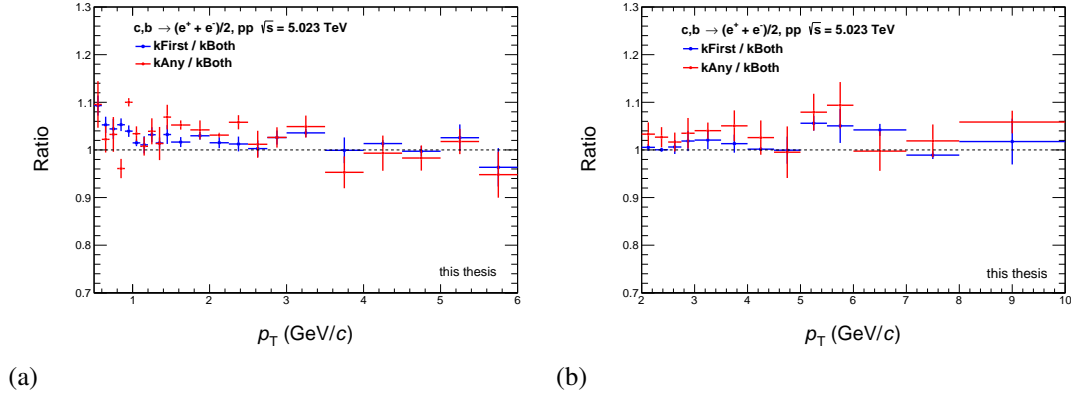 c,b → (e⁺ + e⁻)/2, pp √s = 5.023 TeV
kFirst / kBoth
kAny / kBoth
Ratio
1.3
1.2
1.1
1
0.9
0.8
0.7
this thesis
1 2 3 4 5 6
p_T (GeV/c)
(a)
c,b → (e⁺ + e⁻)/2, pp √s = 5.023 TeV
kFirst / kBoth
kAny / kBoth
Ratio
1.3
1.2
1.1
1
0.9
0.8
0.7
this thesis
2 3 4 5 6 7 8 9 10
p_T (GeV/c)
(b)